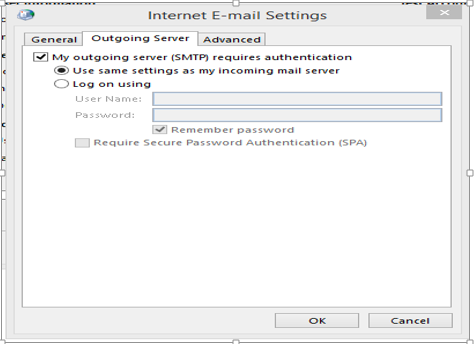 Internet E-mail Settings
General
Outgoing Server
Advanced
My outgoing server (SMTP) requires authentication
Use same settings as my incoming mail server
Log on using
User Name:
Password:
Remember password
Require Secure Password Authentication (SPA)
OK
Cancel